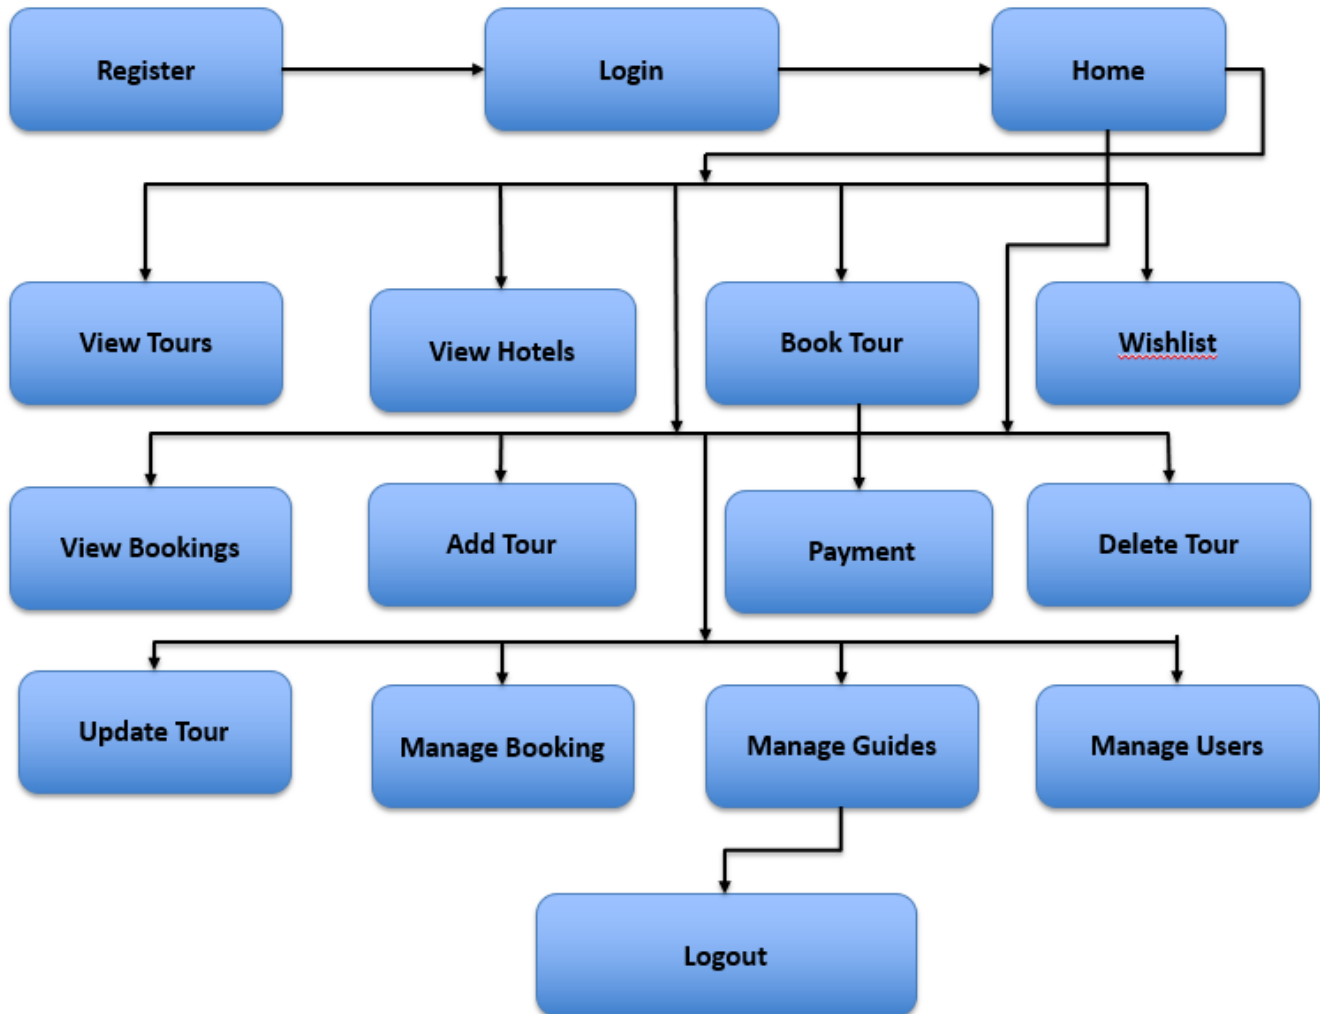 Register
Login
Home
View Tours
View Hotels
Book Tour
Wishlist
View Bookings
Add Tour
Payment
Delete Tour
Update Tour
Manage Booking
Manage Guides
Manage Users
Logout